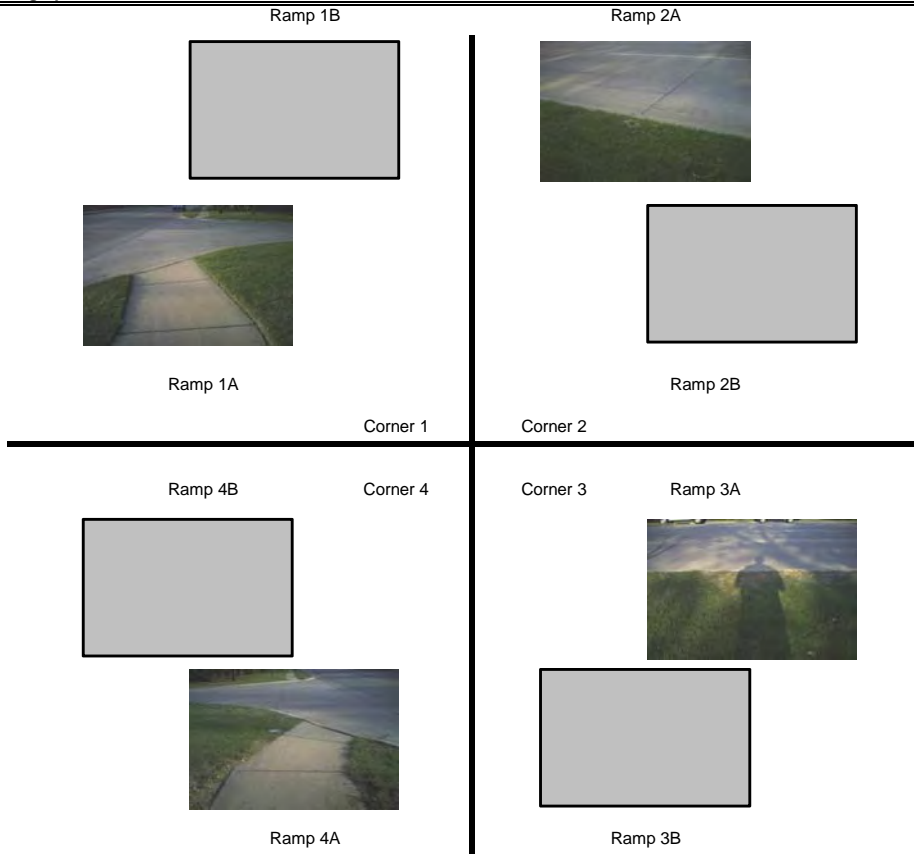 Ramp 1B Ramp 2A
Ramp 1A Ramp 2B
Corner 1 Corner 2
Ramp 4B Corner 4 Corner 3 Ramp 3A
Ramp 4A Ramp 3B